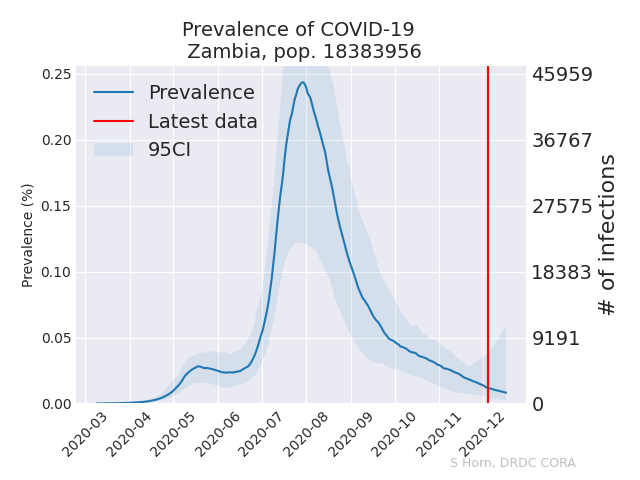 Prevalence of COVID-19
Zambia, pop. 18383956
Prevalence
Latest data
95CI
Prevalence (%)
0.25
0.20
0.15
0.10
0.05
0.00
45959
36767
27575
18383
9191
0
# of infections
2020-03
2020-04
2020-05
2020-06
2020-07
2020-08
2020-09
2020-10
2020-11
2020-12
S Horn, DRDC CORA